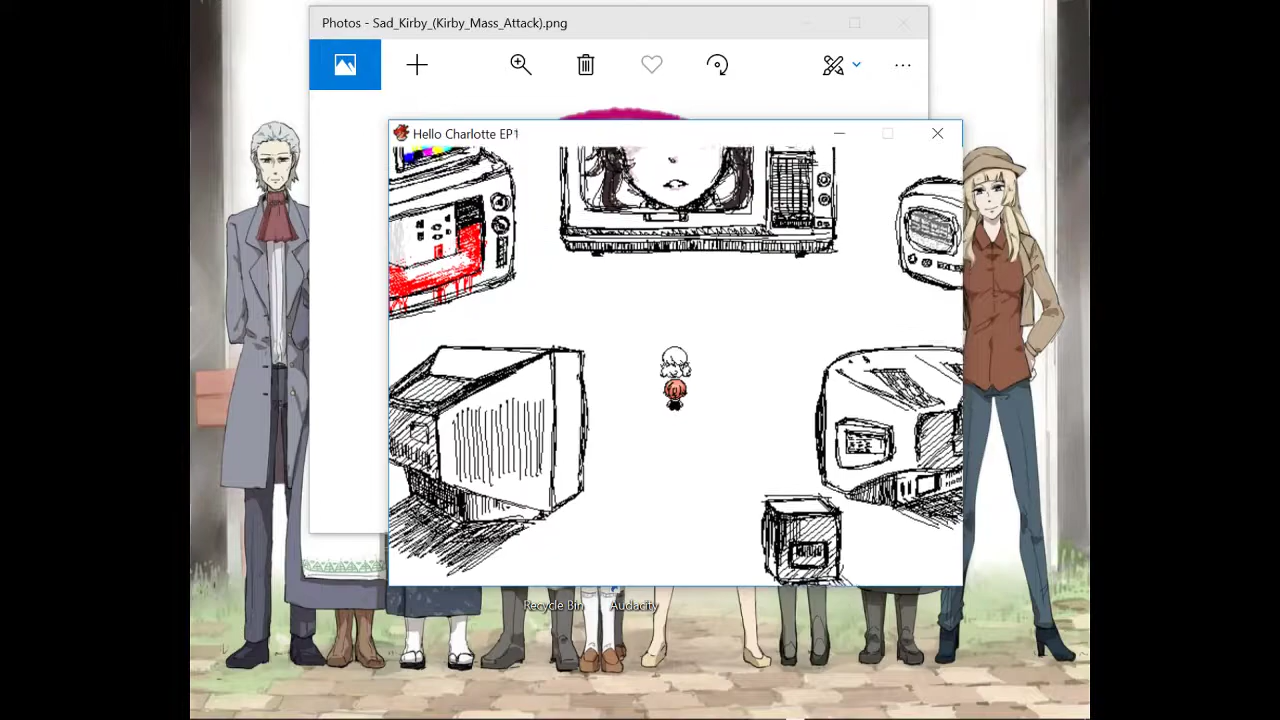 Photos - Sad_Kirby_(Kirby_Mass_Attack).png
Hello Charlotte EP1
Recycle Bin
Audacity